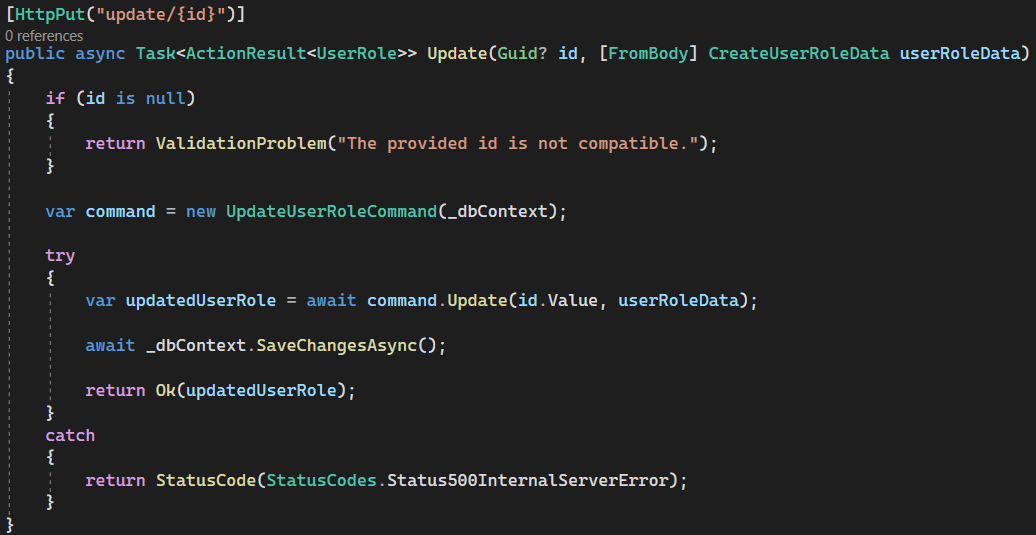 [HttpPut("update/{id}")]
0 references
public async Task<ActionResult<UserRole>> Update(Guid? id, [FromBody] CreateUserRoleData userRoleData)
{
    if (id is null)
    {
        return ValidationProblem("The provided id is not compatible.");
    }

    var command = new UpdateUserRoleCommand(_dbContext);

    try
    {
        var updatedUserRole = await command.Update(id.Value, userRoleData);

        await _dbContext.SaveChangesAsync();

        return Ok(updatedUserRole);
    }
    catch
    {
        return StatusCode(StatusCodes.Status500InternalServerError);
    }
}